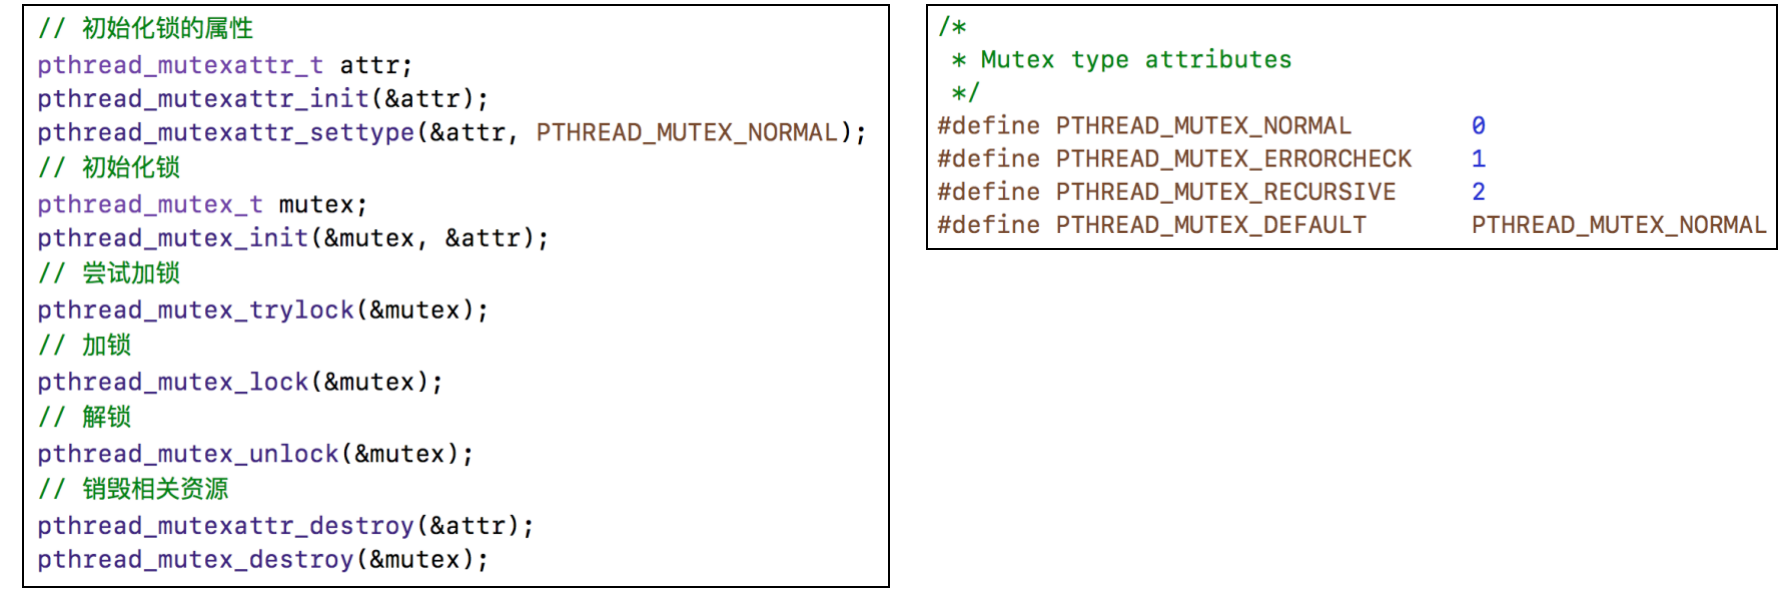 // 初始化锁的属性
pthread_mutexattr_t attr;
pthread_mutexattr_init(&attr);
pthread_mutexattr_settype(&attr, PTHREAD_MUTEX_NORMAL);
// 初始化锁
pthread_mutex_t mutex;
pthread_mutex_init(&mutex, &attr);
// 尝试加锁
pthread_mutex_trylock(&mutex);
// 加锁
pthread_mutex_lock(&mutex);
// 解锁
pthread_mutex_unlock(&mutex);
// 销毁相关资源
pthread_mutexattr_destroy(&attr);
pthread_mutex_destroy(&mutex);
/*
 * Mutex type attributes
 */
#define PTHREAD_MUTEX_NORMAL 0
#define PTHREAD_MUTEX_ERRORCHECK 1
#define PTHREAD_MUTEX_RECURSIVE 2
#define PTHREAD_MUTEX_DEFAULT PTHREAD_MUTEX_NORMAL